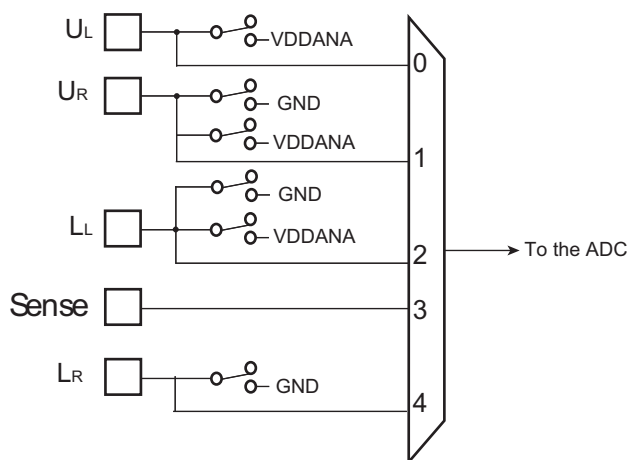 UL
VDDANA
0
UR
GND
VDDANA
1
GND
LL
VDDANA
2
To the ADC
Sense
3
LR
GND
4